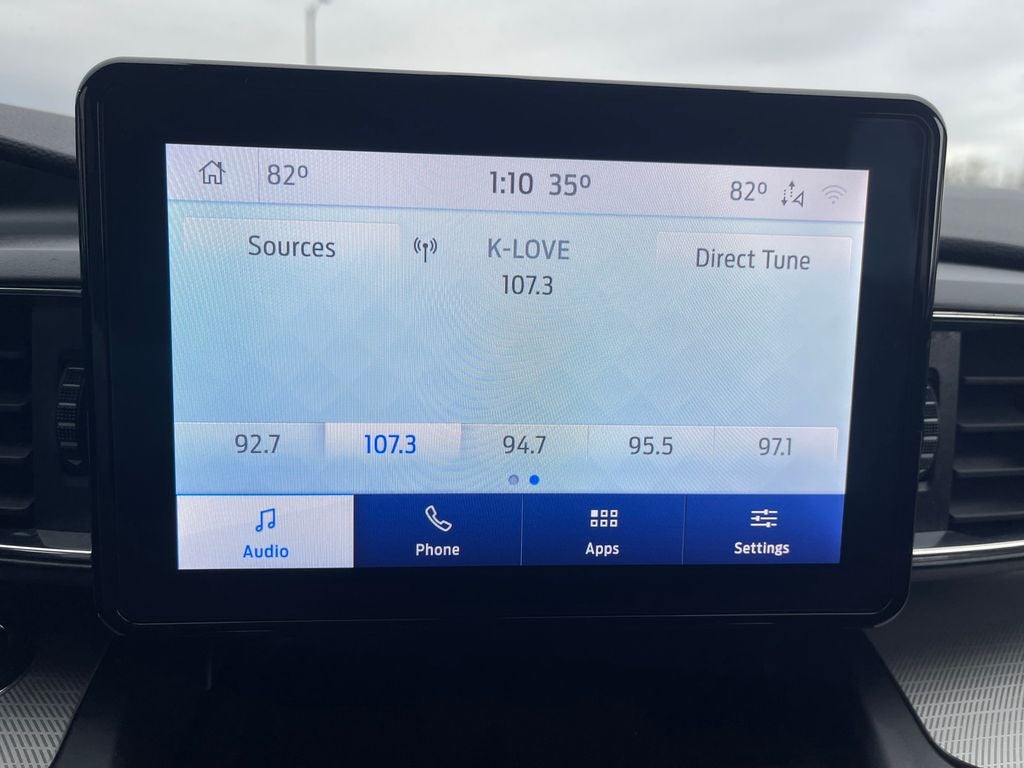 82º 1:10 35º 82º
Sources K-LOVE Direct Tune
107.3
92.7 107.3 94.7 95.5 97.1
Audio Phone Apps Settings